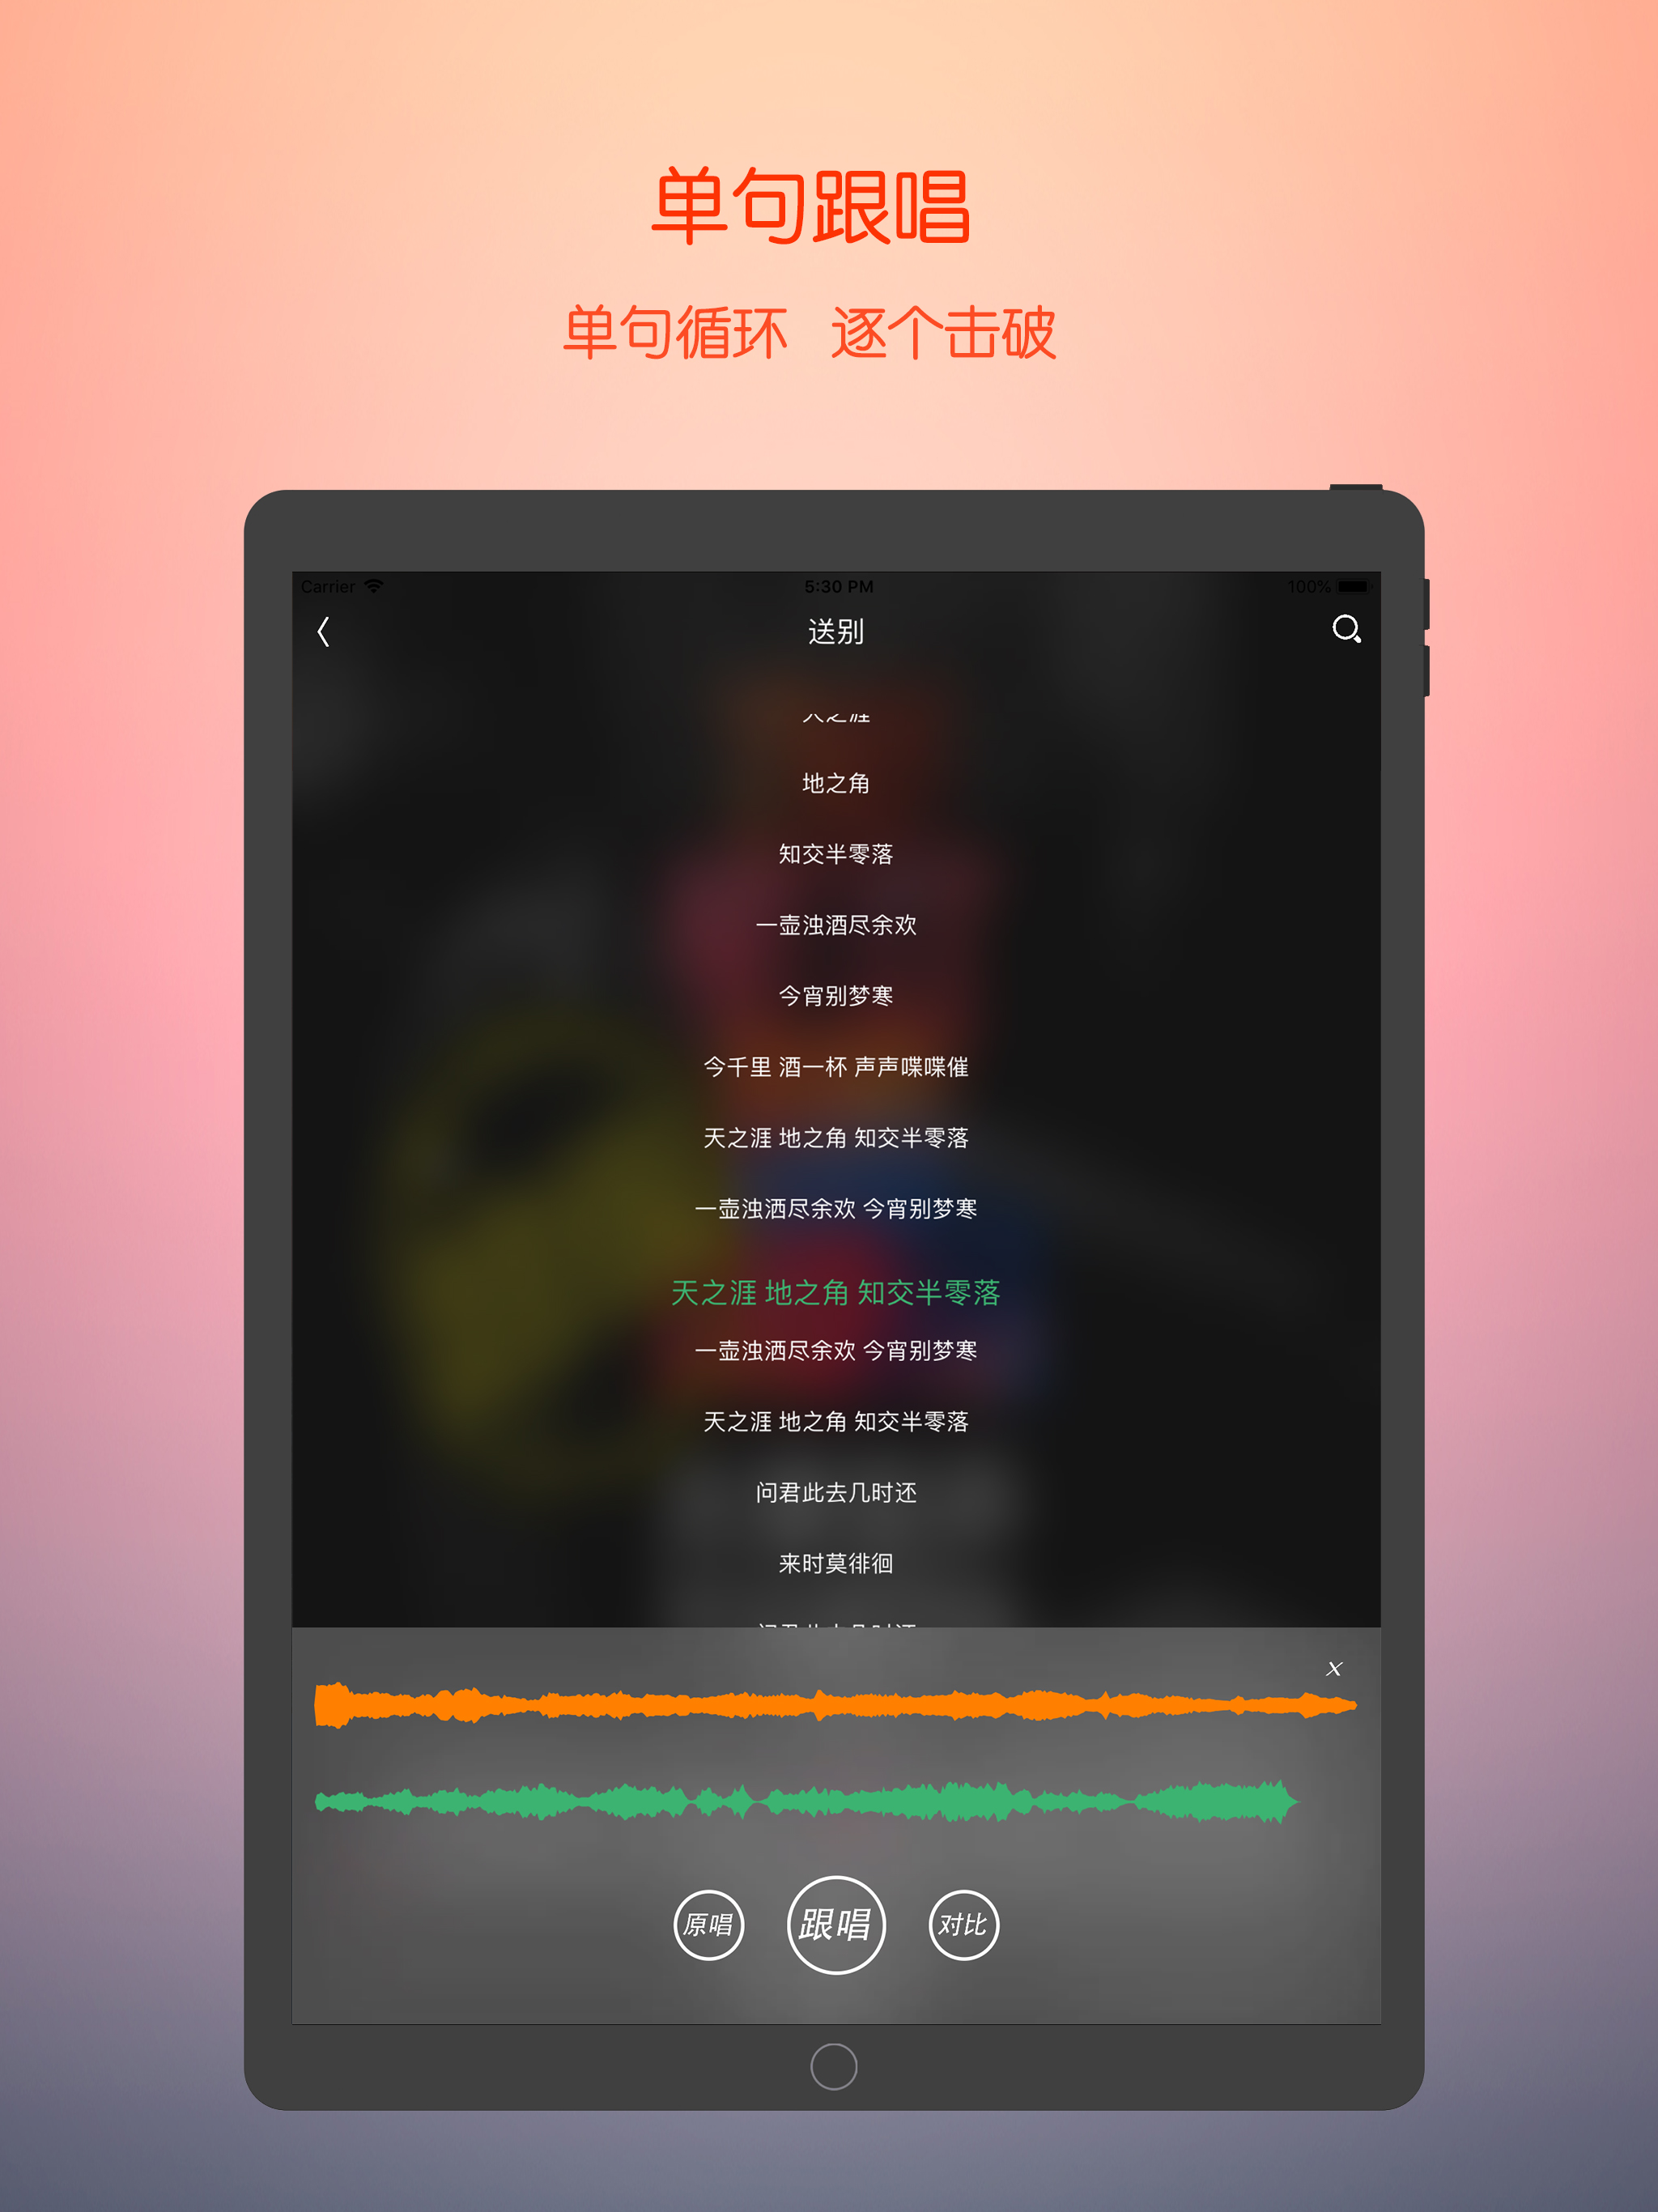 单句跟唱
单句循环 逐个击破
Carrier 5:30 PM 100%
送别
天之涯
地之角
知交半零落
一壶浊酒尽余欢
今宵别梦寒
今千里 酒一杯 声声喋喋催
天之涯 地之角 知交半零落
一壶浊洒尽余欢 今宵别梦寒
天之涯 地之角 知交半零落
一壶浊洒尽余欢 今宵别梦寒
天之涯 地之角 知交半零落
问君此去几时还
来时莫徘徊
x
原唱 跟唱 对比